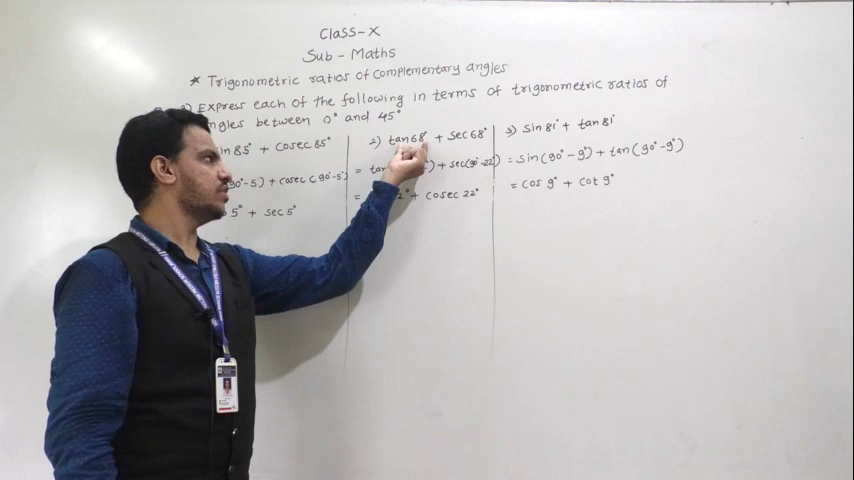 Class-X
Sub - Maths
* Trigonometric ratios of complementary angles
Express each of the following in terms of trigonometric ratios of
between 0° and 45°
85° + cosec 85°
(90°-5) + cosec (90°-5°)
5° + sec 5°
2) tan 68° + sec 68°
= + sec(90°-22)
= + cosec 22°
3) sin 81° + tan 81°
= sin(90°-9°) + tan(90°-9°)
= cos 9° + cot 9°